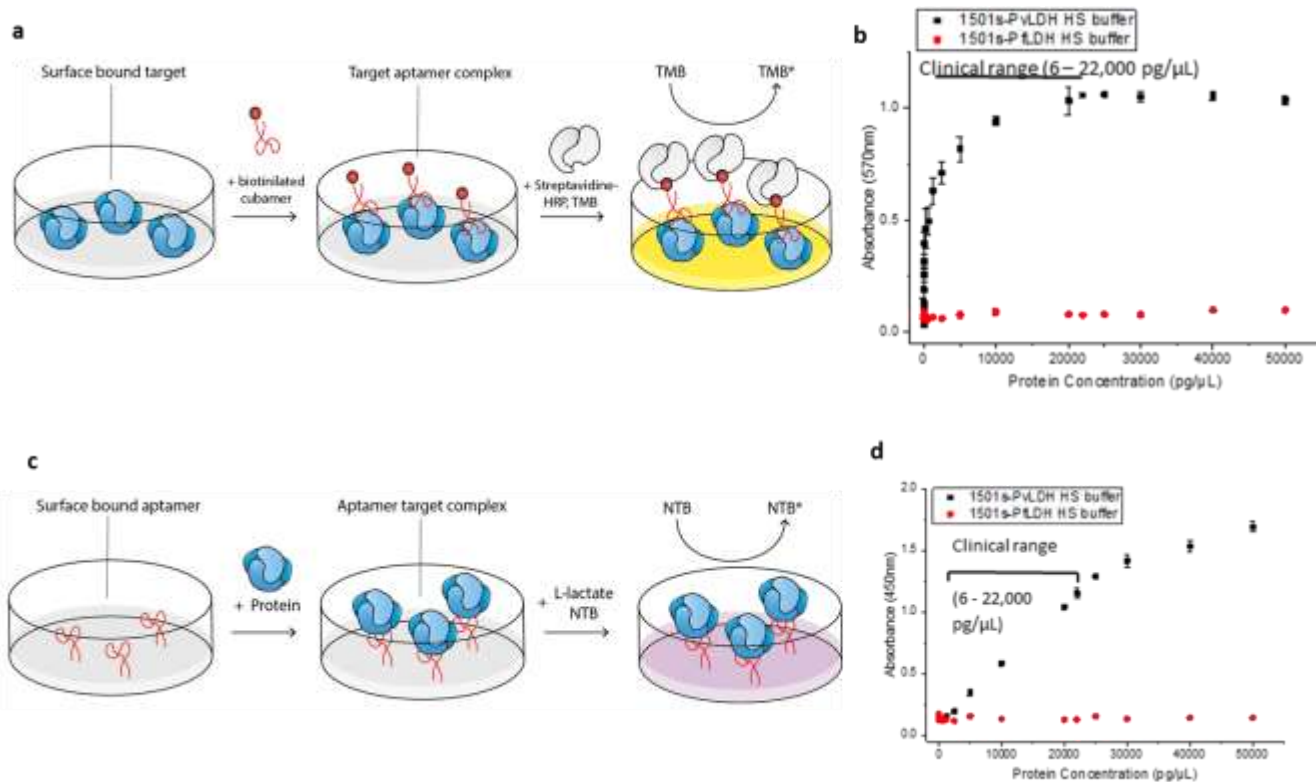 a
Surface bound target
+ biotinilated
cubamer
Target aptamer complex
+ Streptavidine-
HRP, TMB
TMB
TMB*
b
1501s-PvLDH HS buffer
1501s-PfLDH HS buffer
Clinical range (6 – 22,000 pg/µL)
Absorbance (570nm)
1.0
0.5
0.0
0 10000 20000 30000 40000 50000
Protein Concentration (pg/µL)
c
Surface bound aptamer
+ Protein
Aptamer target complex
+ L-lactate
NTB
NTB
NTB*
d
1501s-PvLDH HS buffer
1501s-PfLDH HS buffer
Clinical range
(6 - 22,000
pg/µL)
Absorbance (450nm)
2.0
1.5
1.0
0.5
0.0
0 10000 20000 30000 40000 50000
Protein Concentration (pg/µL)